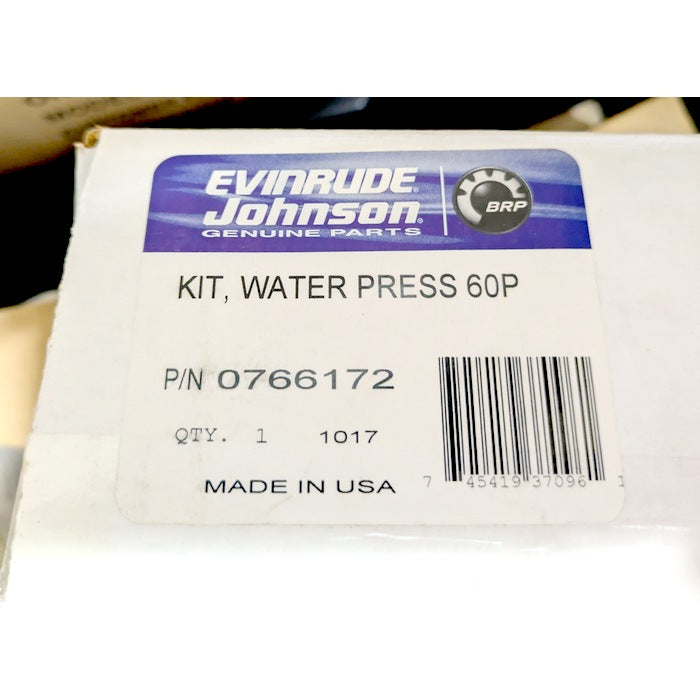 EVINRUDE®
Johnson®
GENUINE PARTS
BRP
KIT, WATER PRESS 60P
P/N 0766172
QTY. 1 1017
MADE IN USA
7 45419 37096 1